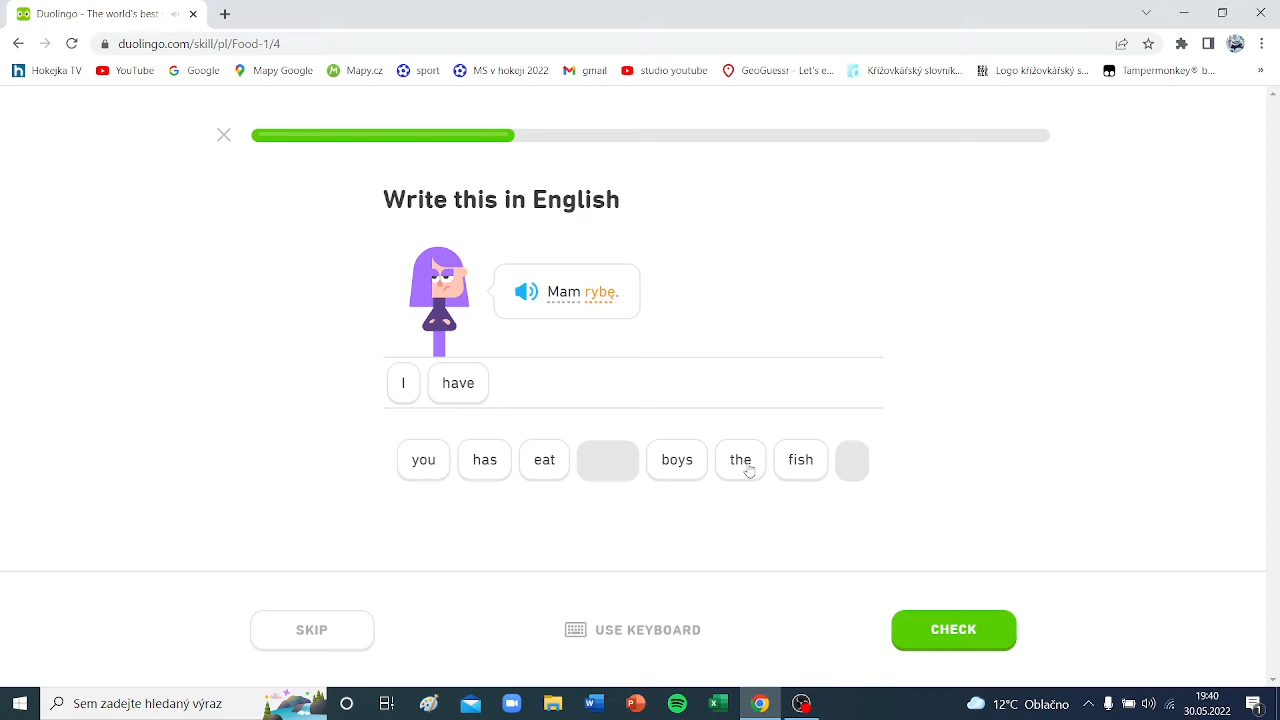 Duolingo - The world's best
duolingo.com/skill/pl/Food-1/4
Hokejka TV YouTube Google Mapy Google Mapy.cz sport MS v hokeji 2022 gmail studio youtube GeoGuessr - Let's e... Křížovkářský slovník... Logo křížovkářský s... Tampermonkey® b... »
Write this in English
Mam rybę.
I have
you has eat boys the fish
SKIP USE KEYBOARD CHECK
Sem zadejte hledaný výraz
12°C Oblačno
19:40
30.05.2022